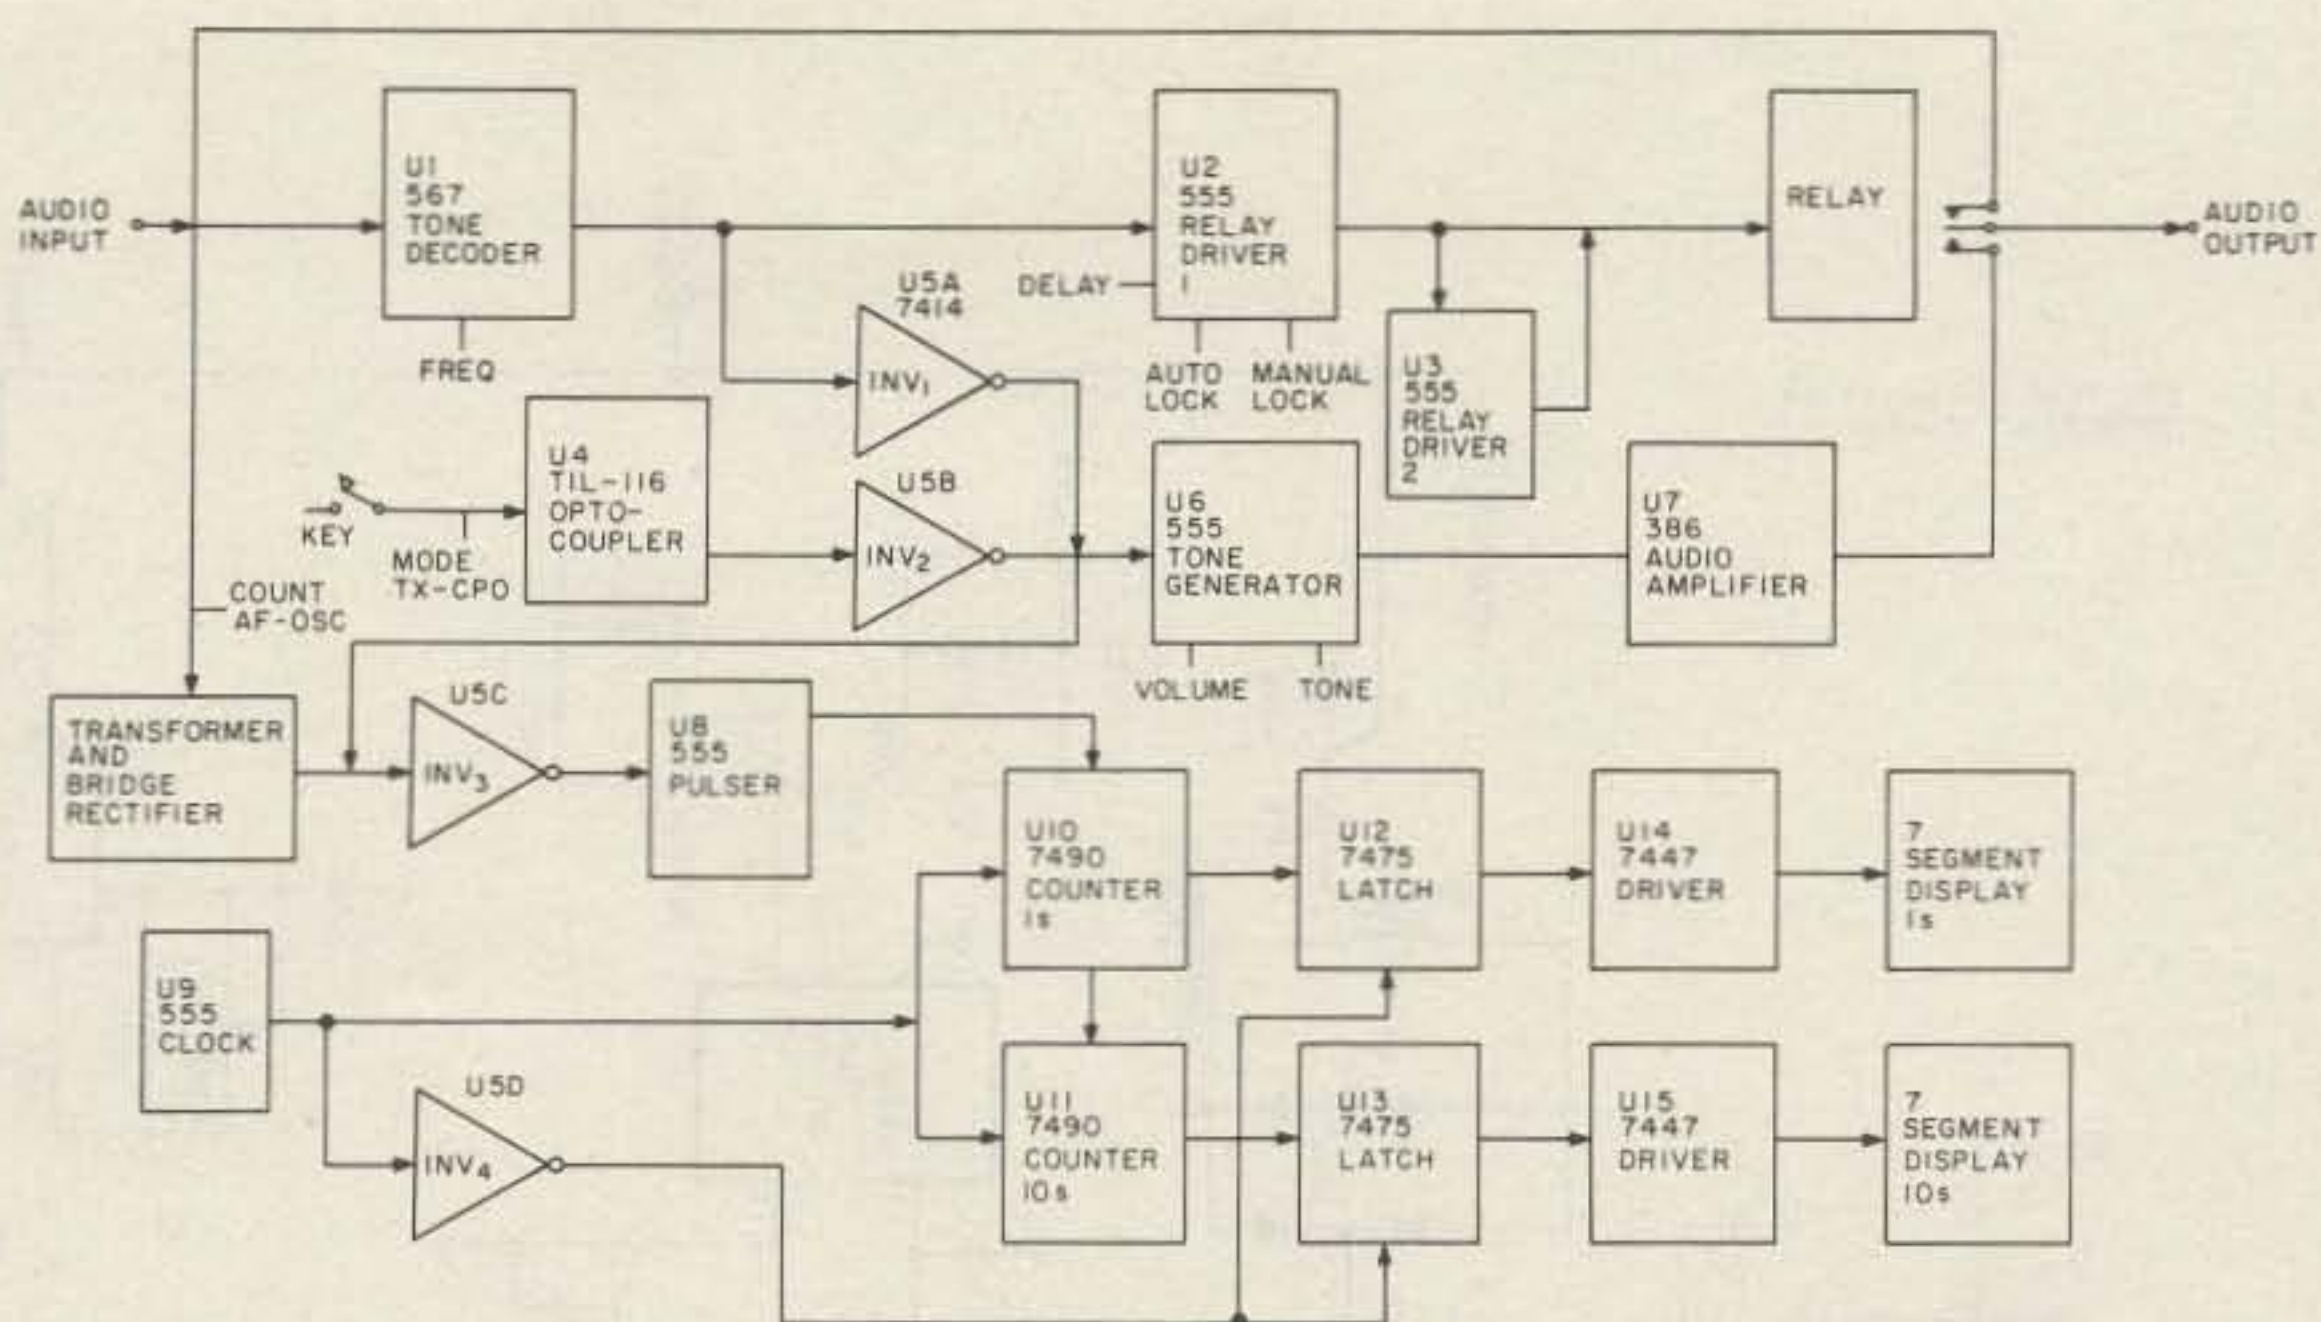 AUDIO
INPUT
U1
567
TONE
DECODER
FREQ
U5A
7414
INV1
DELAY
U2
555
RELAY
DRIVER
1
AUTO
LOCK
MANUAL
LOCK
U3
555
RELAY
DRIVER
2
RELAY
AUDIO
OUTPUT
KEY
MODE
TX-CPO
U4
TIL-116
OPTO-
COUPLER
U5B
INV2
U6
555
TONE
GENERATOR
VOLUME
TONE
U7
386
AUDIO
AMPLIFIER
COUNT
AF-OSC
TRANSFORMER
AND
BRIDGE
RECTIFIER
U5C
INV3
U8
555
PULSER
U10
7490
COUNTER
1s
U12
7475
LATCH
U14
7447
DRIVER
7
SEGMENT
DISPLAY
1s
U9
555
CLOCK
U5D
INV4
U11
7490
COUNTER
10s
U13
7475
LATCH
U15
7447
DRIVER
7
SEGMENT
DISPLAY
10s